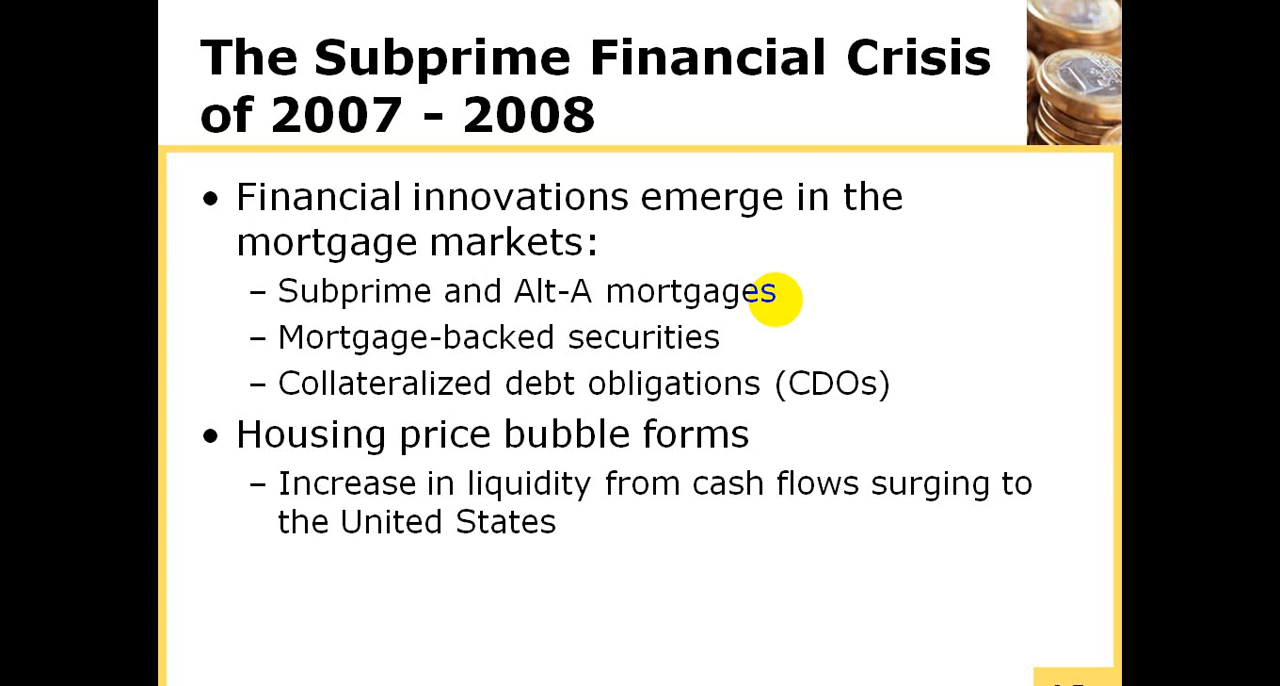 The Subprime Financial Crisis
of 2007 - 2008
• Financial innovations emerge in the
mortgage markets:
– Subprime and Alt-A mortgages
– Mortgage-backed securities
– Collateralized debt obligations (CDOs)
• Housing price bubble forms
– Increase in liquidity from cash flows surging to
the United States